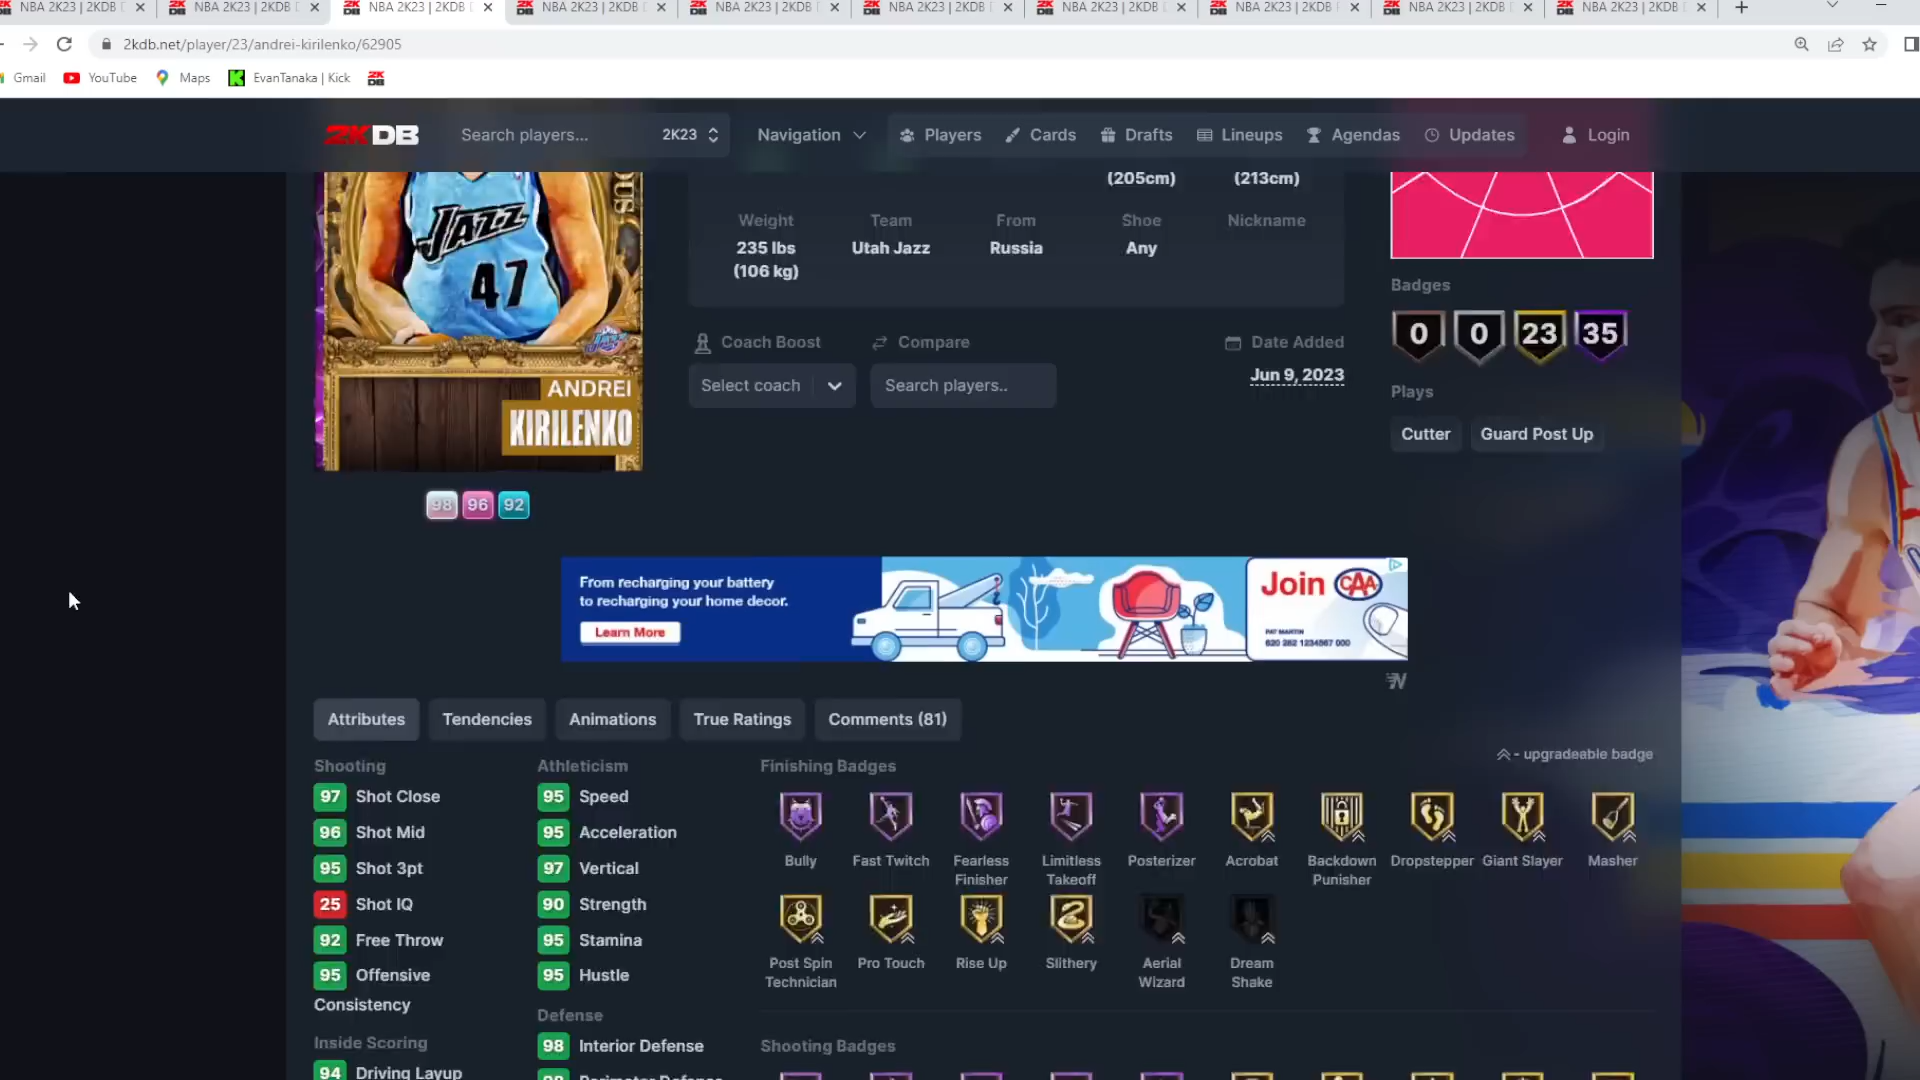 NBA 2K23 | 2KDB NBA 2K23 | 2KDB NBA 2K23 | 2KDB NBA 2K23 | 2KDB NBA 2K23 | 2KDB NBA 2K23 | 2KDB NBA 2K23 | 2KDB NBA 2K23 | 2KDB NBA 2K23 | 2KDB NBA 2K23 | 2KDB
2kdb.net/player/23/andrei-kirilenko/62905
Gmail YouTube Maps EvanTanaka | Kick 2K DB
2KDB Search players... 2K23 Navigation Players Cards Drafts Lineups Agendas Updates Login
(205cm) (213cm)
Weight Team From Shoe Nickname
235 lbs Utah Jazz Russia Any
(106 kg)
JAZZ
47
ANDREI
KIRILENKO
98 96 92
Coach Boost Compare Date Added
Select coach Search players.. Jun 9, 2023
Badges
0 0 23 35
Plays
Cutter Guard Post Up
From recharging your battery
to recharging your home decor.
Learn More
Join CAA
PAT MARTIN
620 282 1234567 000
Attributes Tendencies Animations True Ratings Comments (81)
- upgradeable badge
Shooting
97 Shot Close
96 Shot Mid
95 Shot 3pt
25 Shot IQ
92 Free Throw
95 Offensive
Consistency
Inside Scoring
94 Driving Layup
Athleticism
95 Speed
95 Acceleration
97 Vertical
90 Strength
95 Stamina
95 Hustle
Defense
98 Interior Defense
Perimeter Defense
Finishing Badges
Bully Fast Twitch Fearless Limitless Posterizer Acrobat Backdown Dropstepper Giant Slayer Masher
Finisher Takeoff Punisher
Post Spin Pro Touch Rise Up Slithery Aerial Dream
Technician Wizard Shake
Shooting Badges